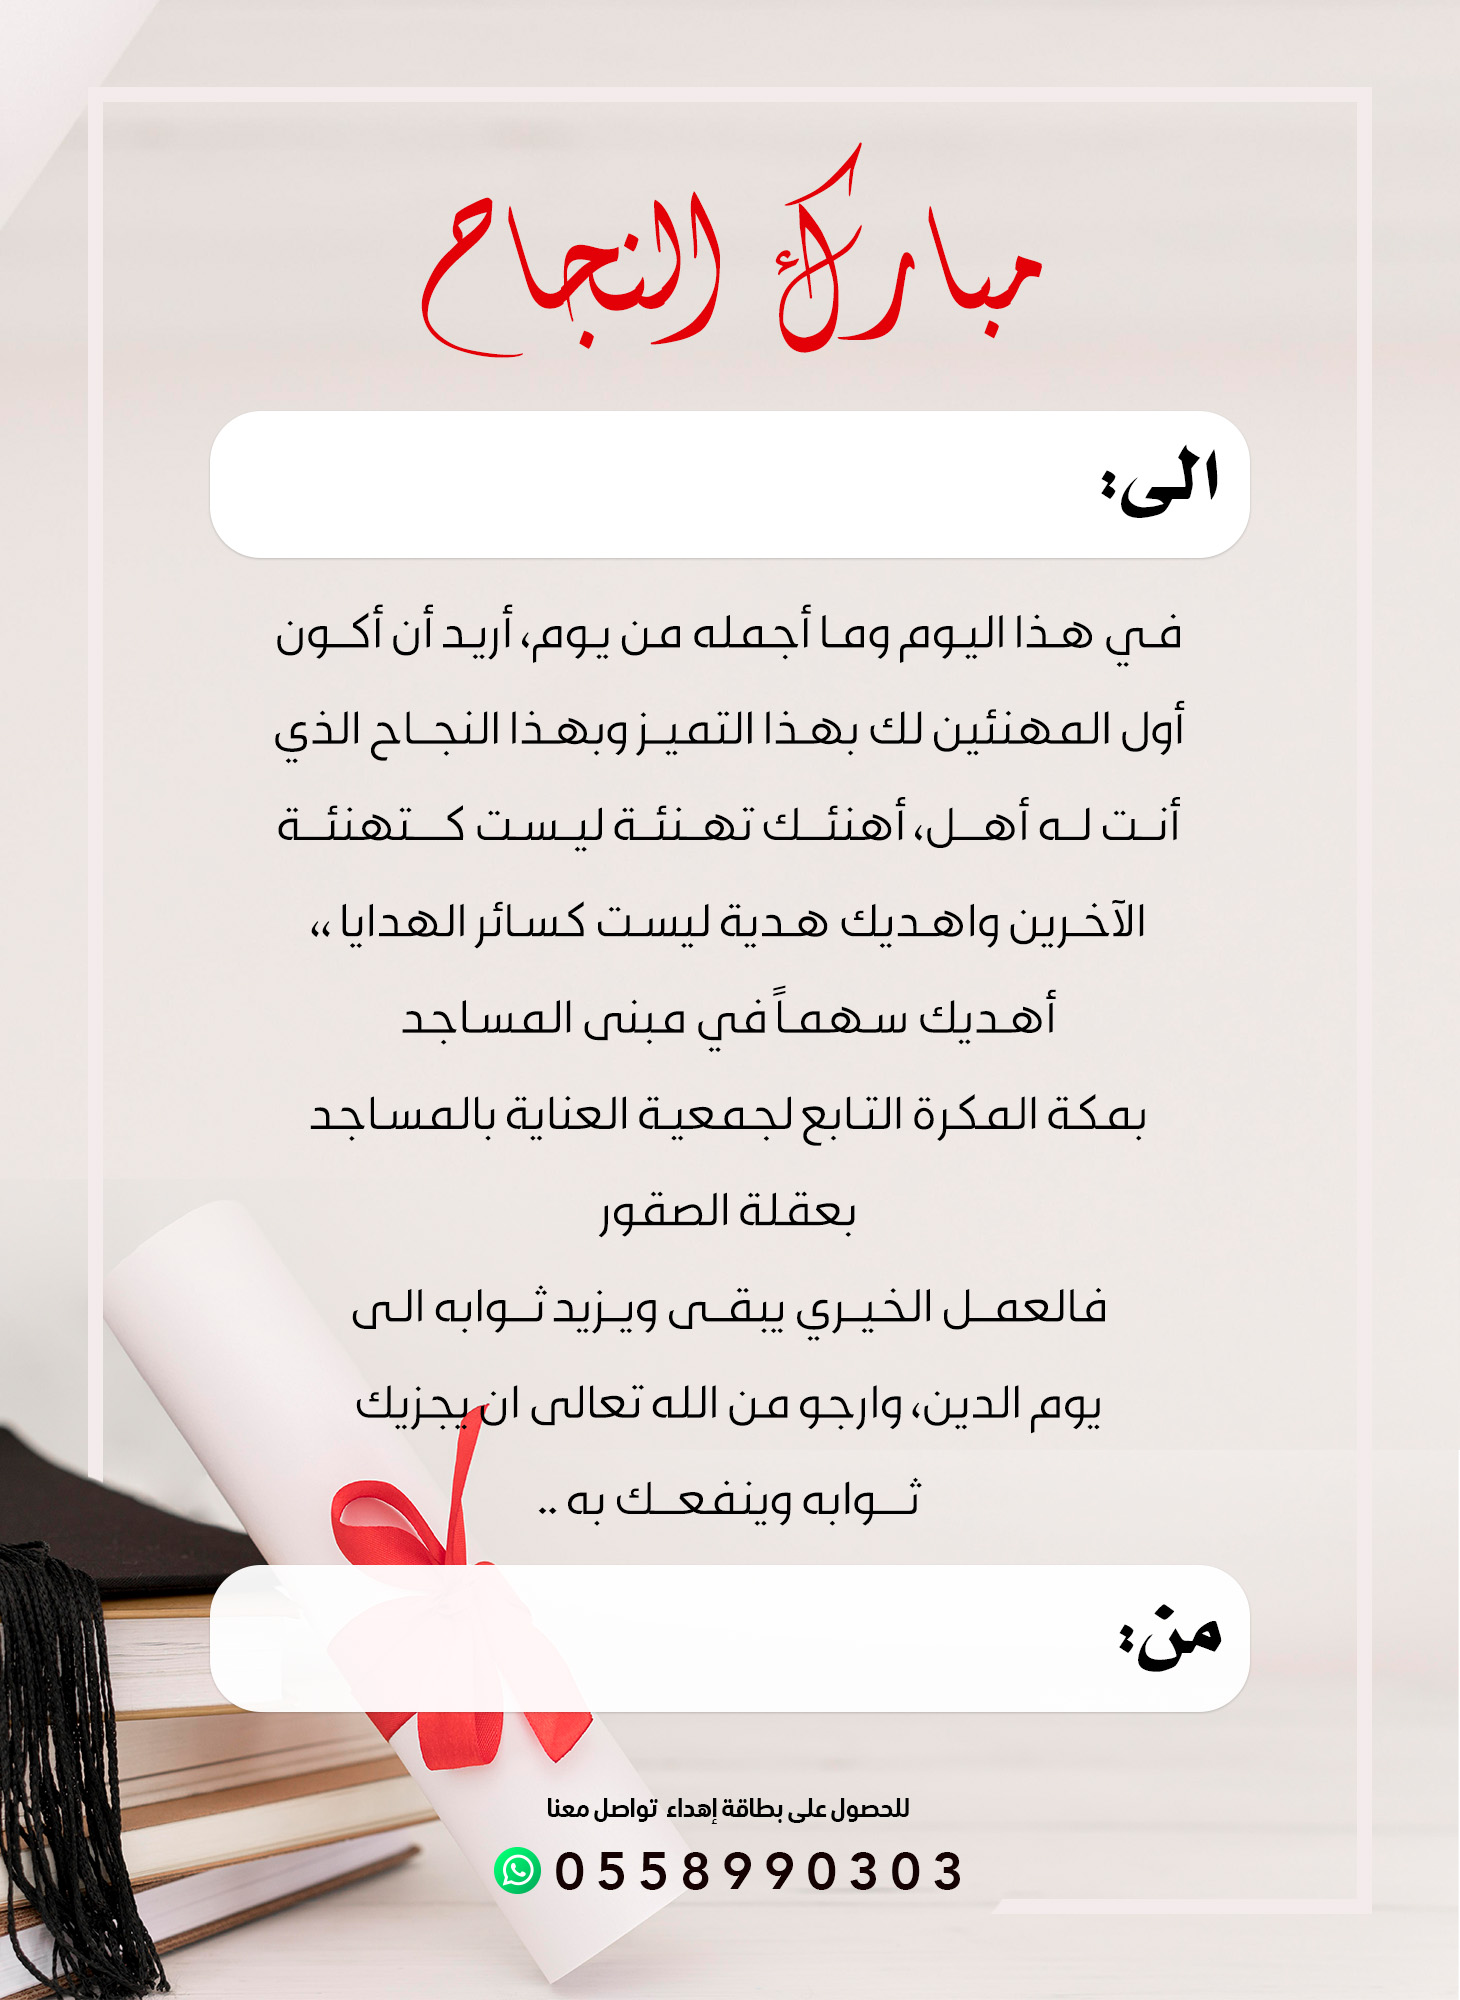 مبارك النجاح
الى:
في هذا اليوم وما أجمله من يوم، أريد أن أكون
أول المهنئين لك بهذا التميز وبهذا النجاح الذي
أنت له أهل، أهنئك تهنئة ليست كتهنئة
الآخرين واهديك هدية ليست كسائر الهدايا ،،
أهديك سهماً في مبنى المساجد
بمكة المكرة التابع لجمعية العناية بالمساجد
بعقلة الصقور
فالعمل الخيري يبقى ويزيد ثوابه الى
يوم الدين، وارجو من الله تعالى ان يجزيك
ثوابه وينفعك به ..
من:
للحصول على بطاقة إهداء تواصل معنا
0558990303